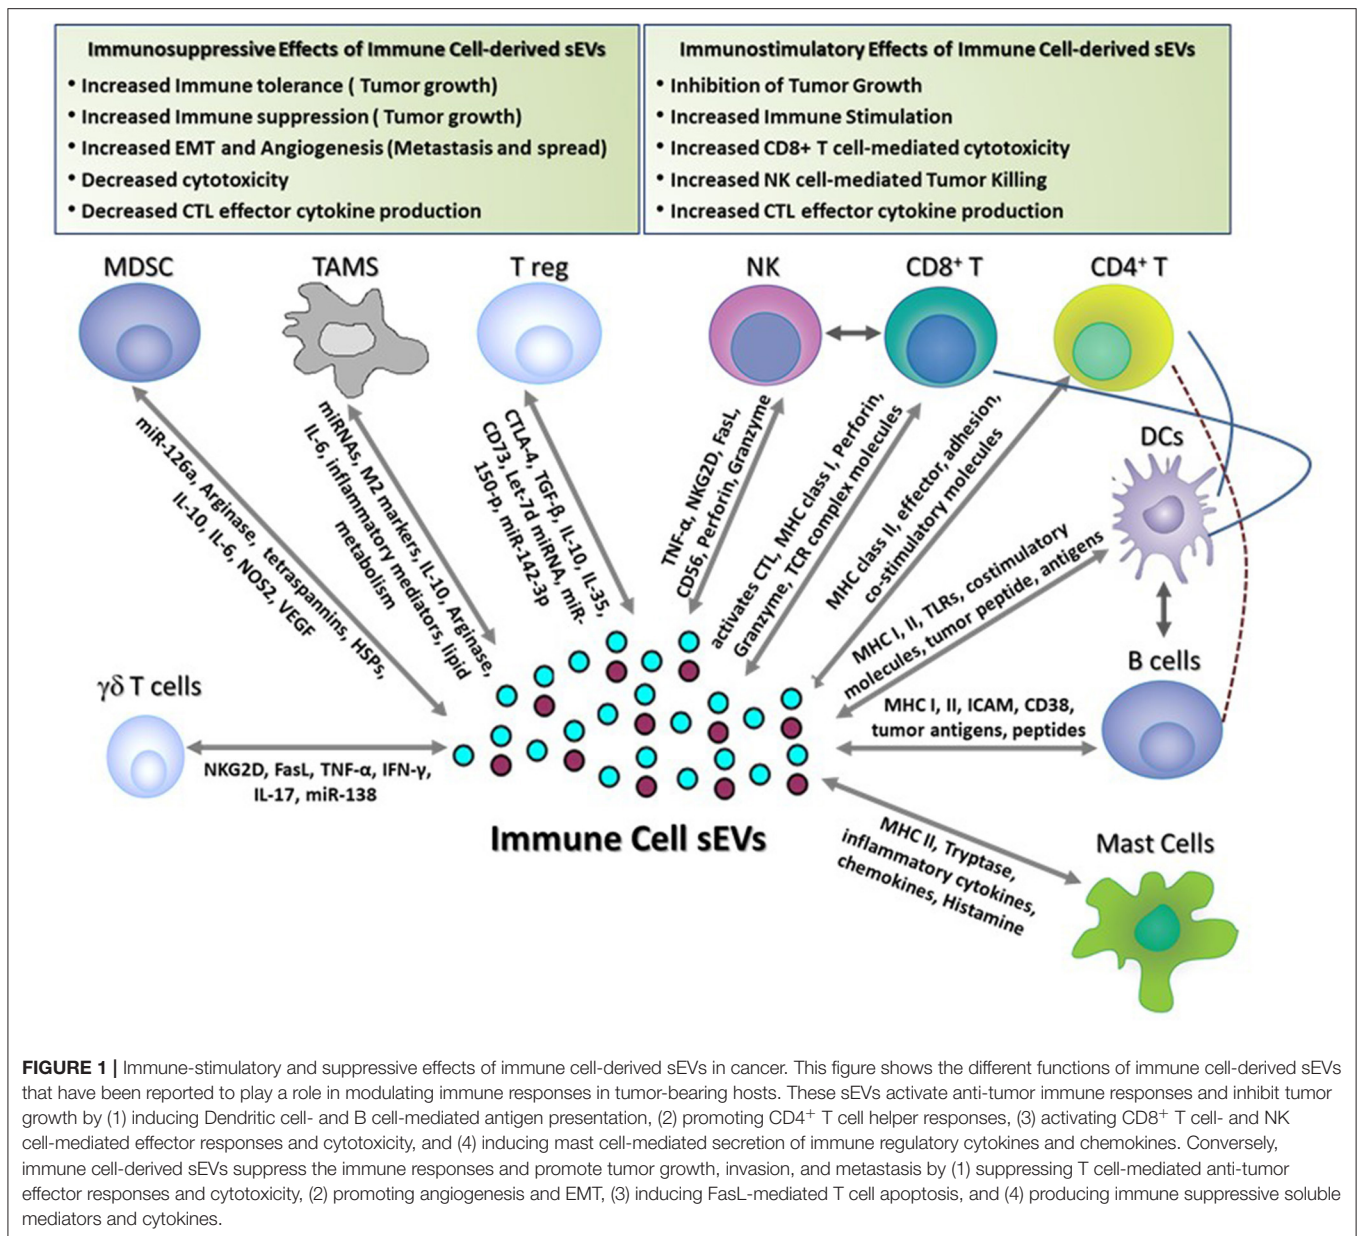 Immunosuppressive Effects of Immune Cell-derived sEVs
• Increased Immune tolerance ( Tumor growth)
• Increased Immune suppression ( Tumor growth)
• Increased EMT and Angiogenesis (Metastasis and spread)
• Decreased cytotoxicity
• Decreased CTL effector cytokine production
Immunostimulatory Effects of Immune Cell-derived sEVs
• Inhibition of Tumor Growth
• Increased Immune Stimulation
• Increased CD8+ T cell-mediated cytotoxicity
• Increased NK cell-mediated Tumor Killing
• Increased CTL effector cytokine production
MDSC
TAMS
T reg
NK
CD8⁺ T
CD4⁺ T
miR-126a, Arginase, tetraspannins, HSPs,
IL-10, IL-6, NOS2, VEGF
miRNAs, M2 markers, IL-10, Arginase,
IL-6, inflammatory mediators, lipid
metabolism
CTLA-4, TGF-β, IL-10, IL-35,
CD73, Let-7d miRNA, miR-
150-p, miR-142-3p
TNF-α, NKG2D, FasL,
CD56, Perforin, Granzyme
activates CTL, MHC class I, Perforin,
Granzyme, TCR complex molecules
MHC class II, effector, adhesion,
co-stimulatory molecules
DCs
MHC I, II, TLRs, costimulatory
molecules, tumor peptide, antigens
B cells
MHC I, II, ICAM, CD38,
tumor antigens, peptides
γδ T cells
NKG2D, FasL, TNF-α, IFN-γ,
IL-17, miR-138
Immune Cell sEVs
Mast Cells
MHC II, Tryptase,
inflammatory cytokines,
chemokines, Histamine
FIGURE 1 | Immune-stimulatory and suppressive effects of immune cell-derived sEVs in cancer. This figure shows the different functions of immune cell-derived sEVs
that have been reported to play a role in modulating immune responses in tumor-bearing hosts. These sEVs activate anti-tumor immune responses and inhibit tumor
growth by (1) inducing Dendritic cell- and B cell-mediated antigen presentation, (2) promoting CD4⁺ T cell helper responses, (3) activating CD8⁺ T cell- and NK
cell-mediated effector responses and cytotoxicity, and (4) inducing mast cell-mediated secretion of immune regulatory cytokines and chemokines. Conversely,
immune cell-derived sEVs suppress the immune responses and promote tumor growth, invasion, and metastasis by (1) suppressing T cell-mediated anti-tumor
effector responses and cytotoxicity, (2) promoting angiogenesis and EMT, (3) inducing FasL-mediated T cell apoptosis, and (4) producing immune suppressive soluble
mediators and cytokines.